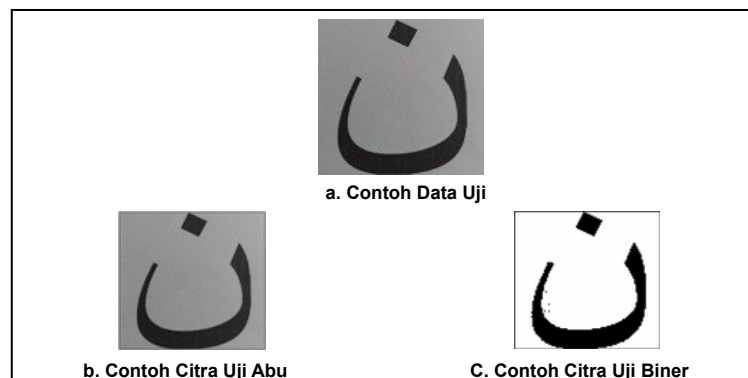 ن
a. Contoh Data Uji
ن
ن
b. Contoh Citra Uji Abu
C. Contoh Citra Uji Biner